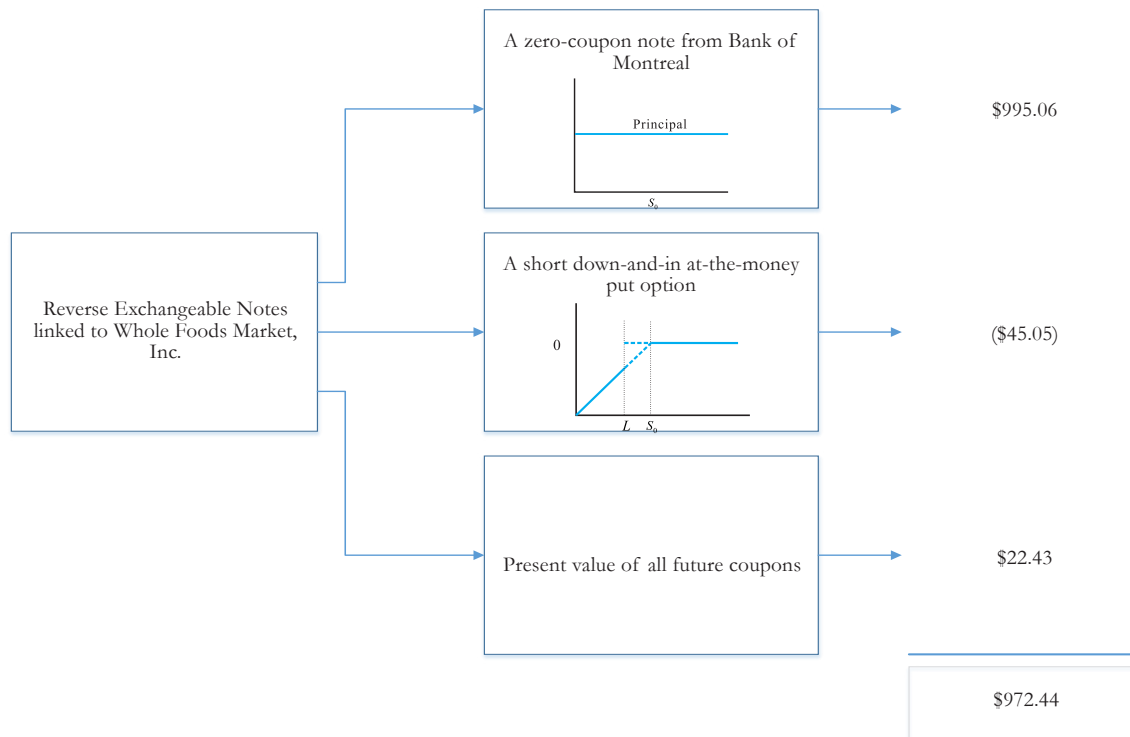 A zero-coupon note from Bank of
Montreal
Principal
S₀
$995.06
Reverse Exchangeable Notes
linked to Whole Foods Market,
Inc.
A short down-and-in at-the-money
put option
0
L S₀
($45.05)
Present value of all future coupons
$22.43
$972.44